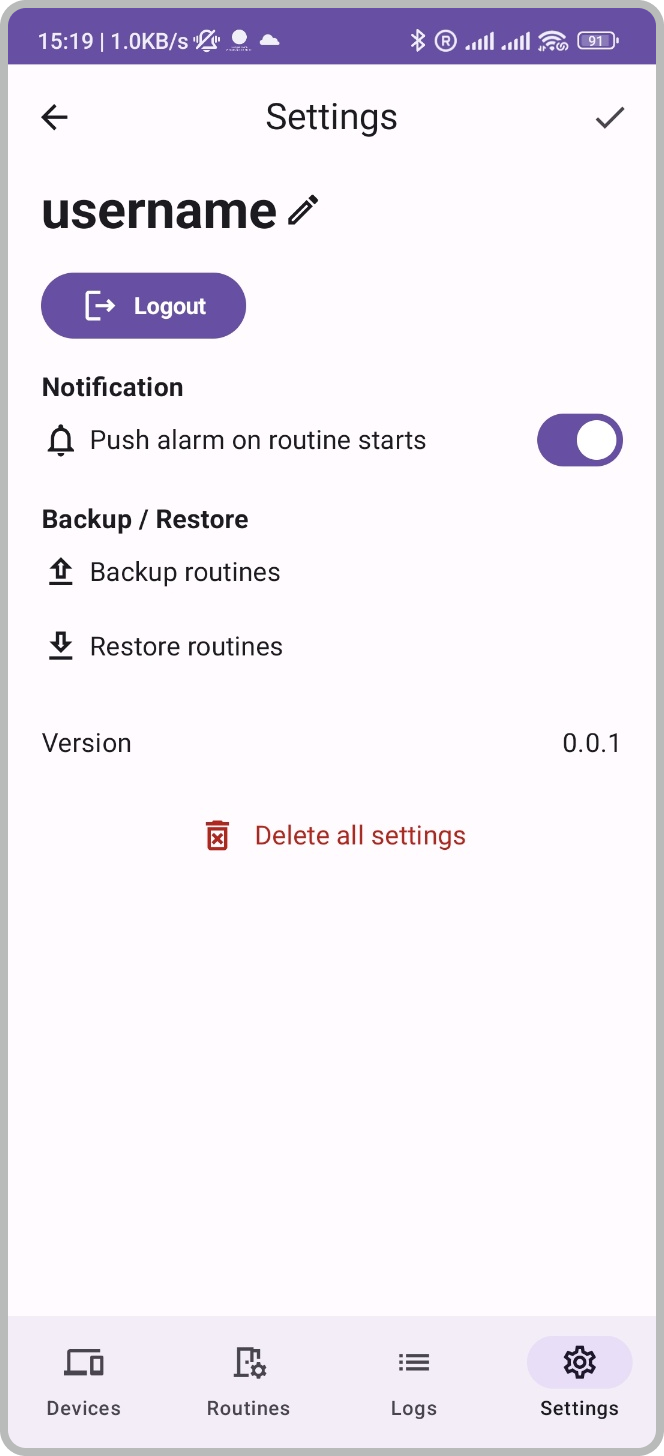 15:19 | 1.0KB/s
R
91
Settings
username
Logout
Notification
Push alarm on routine starts
Backup / Restore
Backup routines
Restore routines
Version 0.0.1
Delete all settings
Devices Routines Logs Settings